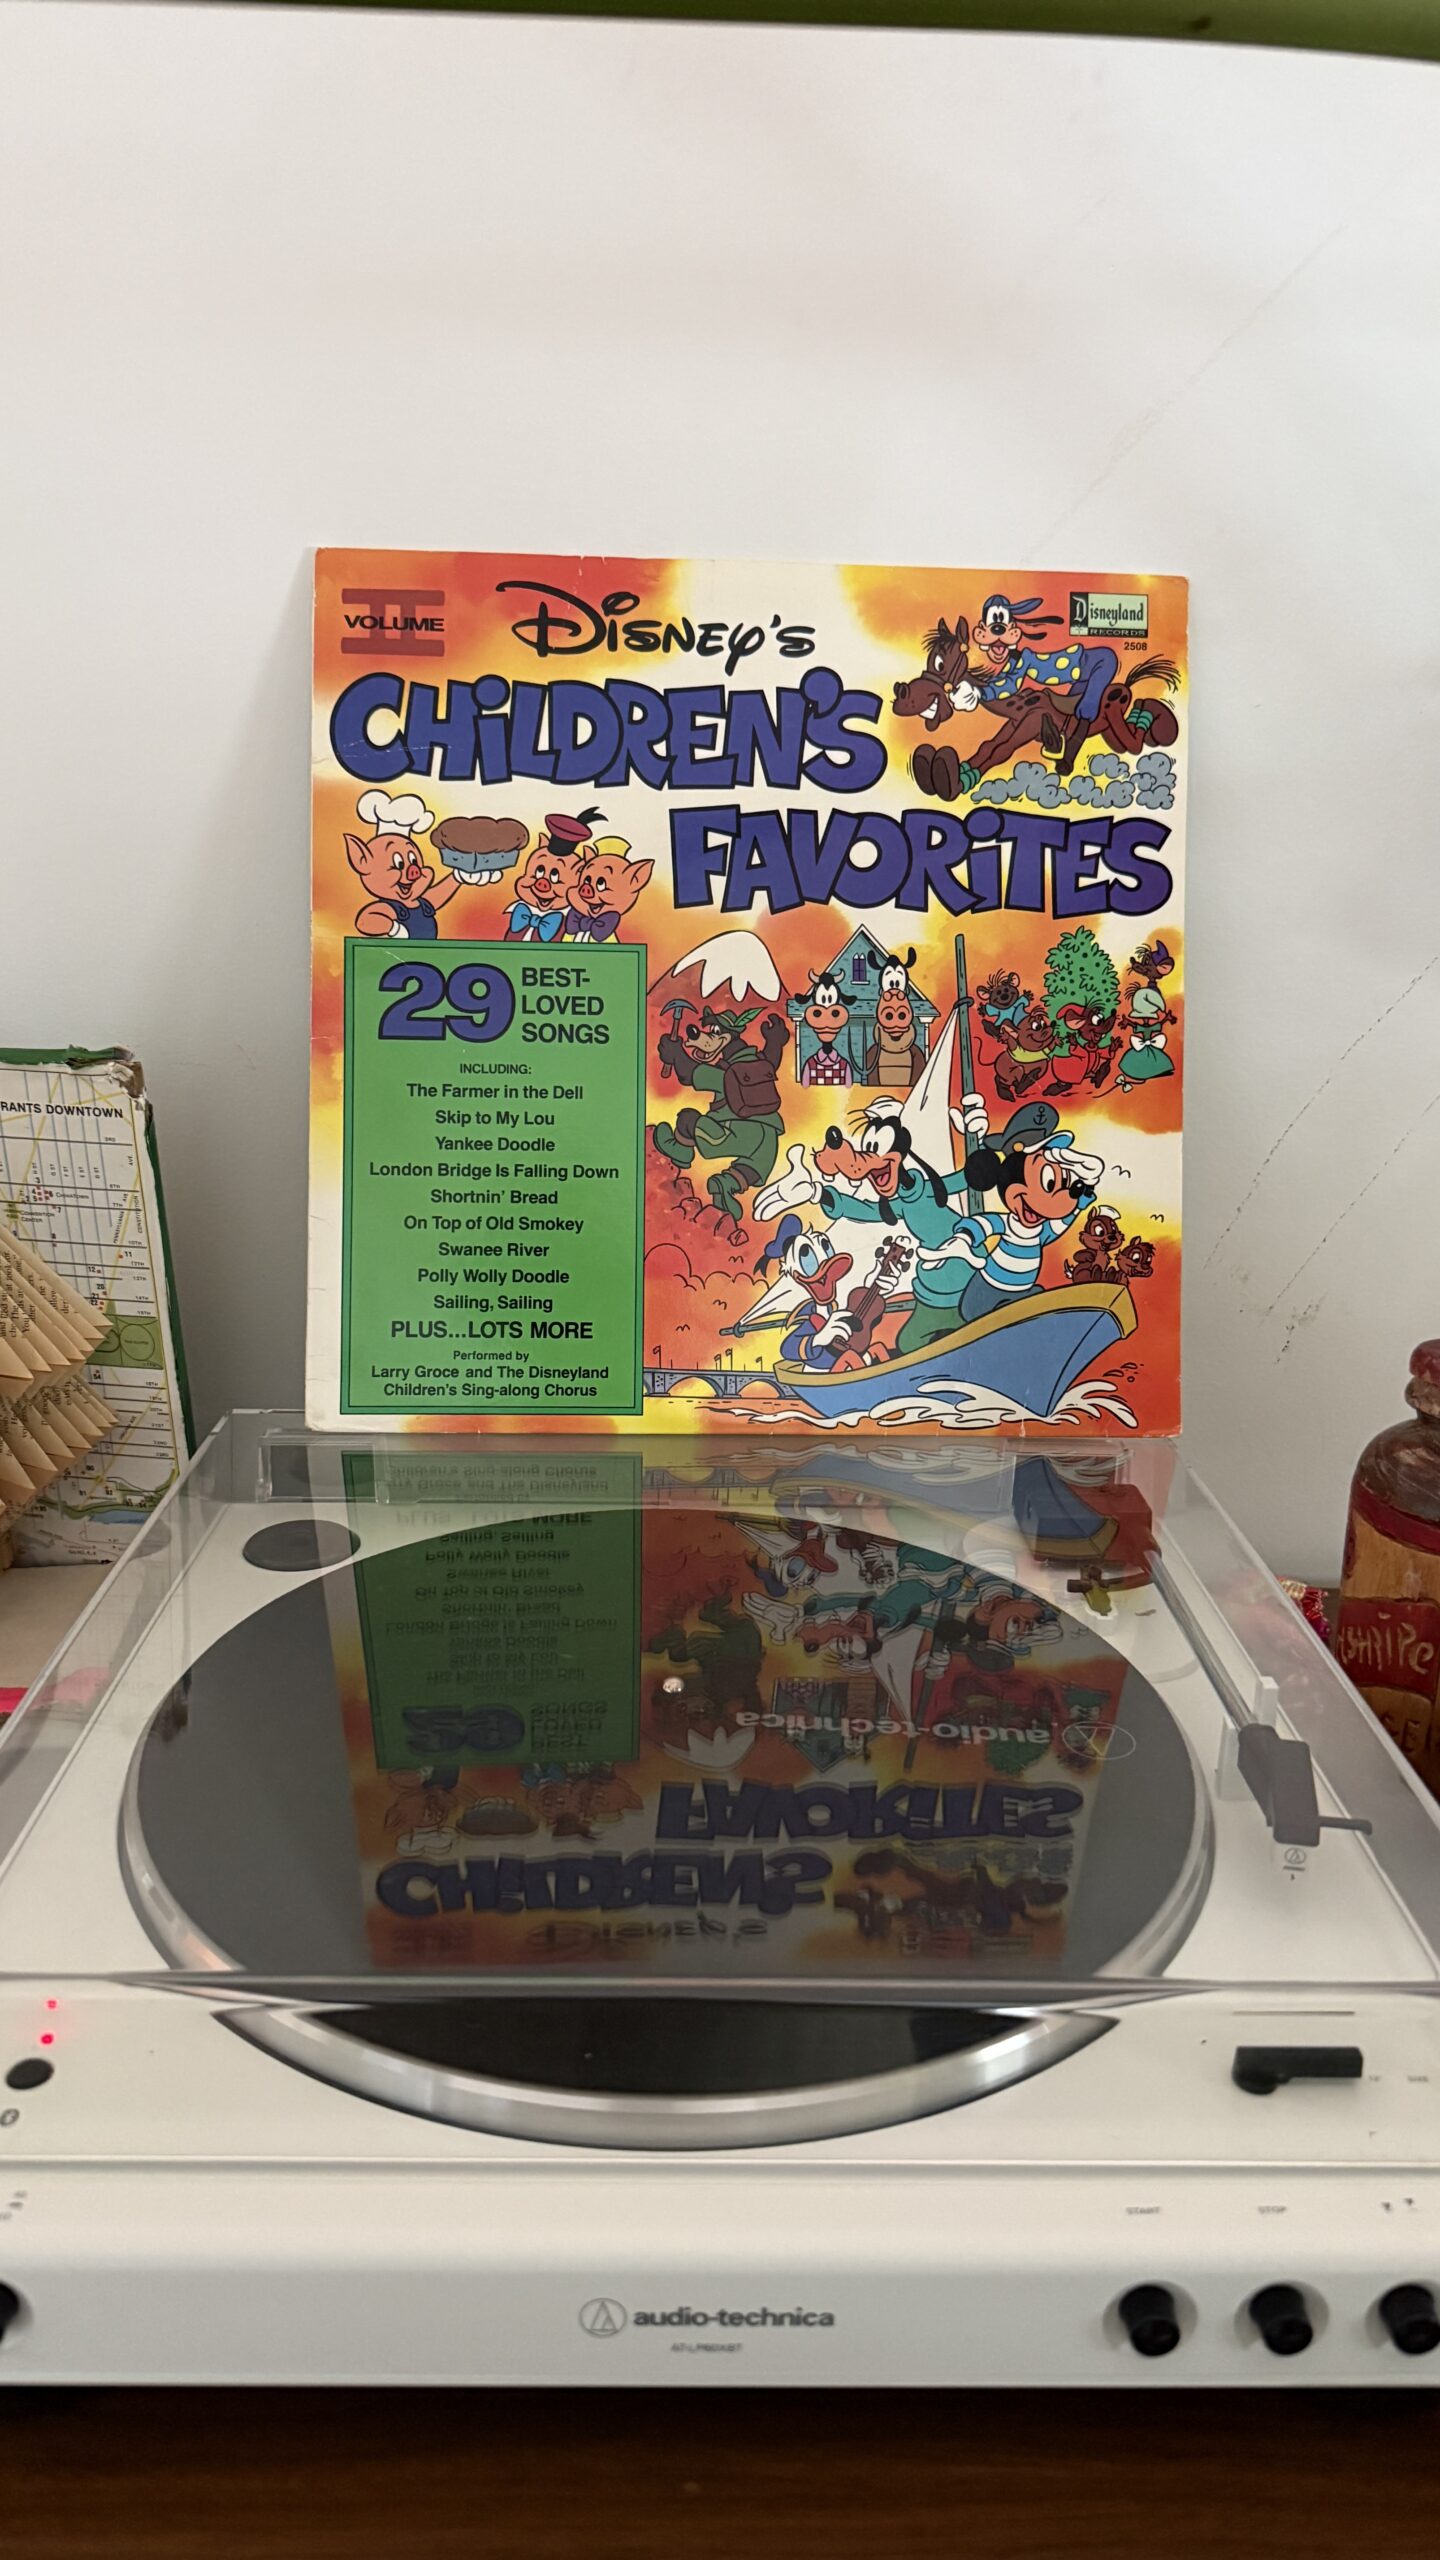 VOLUME
II
DISNEY'S
CHILDREN'S
FAVORITES
Disneyland
RECORDS
2508
29
BEST-
LOVED
SONGS
INCLUDING:
The Farmer in the Dell
Skip to My Lou
Yankee Doodle
London Bridge Is Falling Down
Shortnin' Bread
On Top of Old Smokey
Swanee River
Polly Wolly Doodle
Sailing, Sailing
PLUS...LOTS MORE
Performed by
Larry Groce and The Disneyland
Children's Sing-along Chorus
RANTS DOWNTOWN
audio-technica
START
STOP
audio-technica
AT-LP60XBT